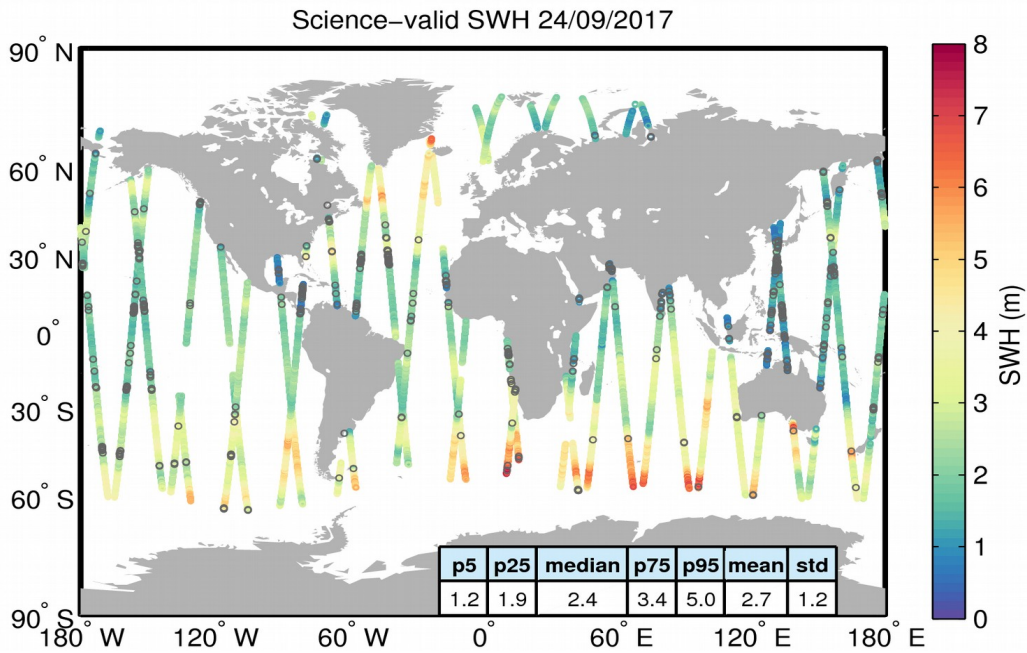 Science−valid SWH 24/09/2017
90° N
60° N
30° N
0°
30° S
60° S
90° S
180° W
120° W
60° W
0°
60° E
120° E
180° E
p5 p25 median p75 p95 mean std
1.2 1.9 2.4 3.4 5.0 2.7 1.2
8
7
6
5
4
3
2
1
0
SWH (m)